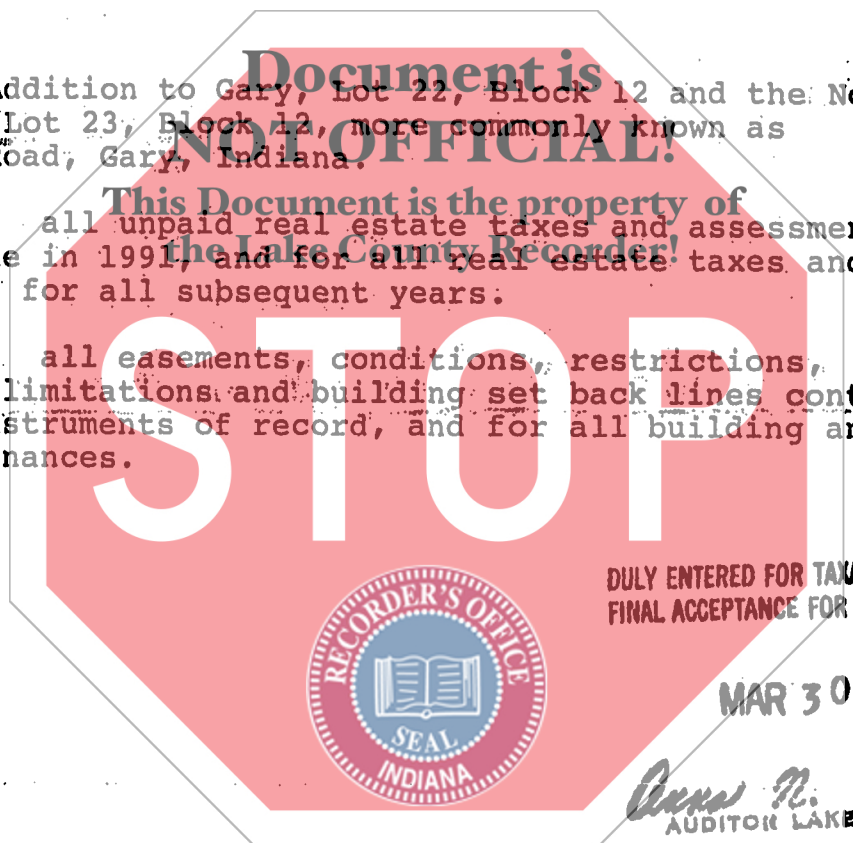 Document is
ddition to Gary, Lot 22, Block 12 and the N
Lot 23, Block 12, more commonly known as
NOT OFFICIAL!
oad, Gary, Indiana.
This Document is the property of
all unpaid real estate taxes and assessme
the Lake County Recorder!
e in 1991, and for all real estate taxes and
for all subsequent years.
STOP
all easements, conditions, restrictions,
limitations and building set back lines cont
struments of record, and for all building an
nances.
DULY ENTERED FOR TAXA
FINAL ACCEPTANCE FOR
RECORDER'S OFFICE
MAR 30
SEAL
INDIANA
Anna N.
AUDITOR LAKE